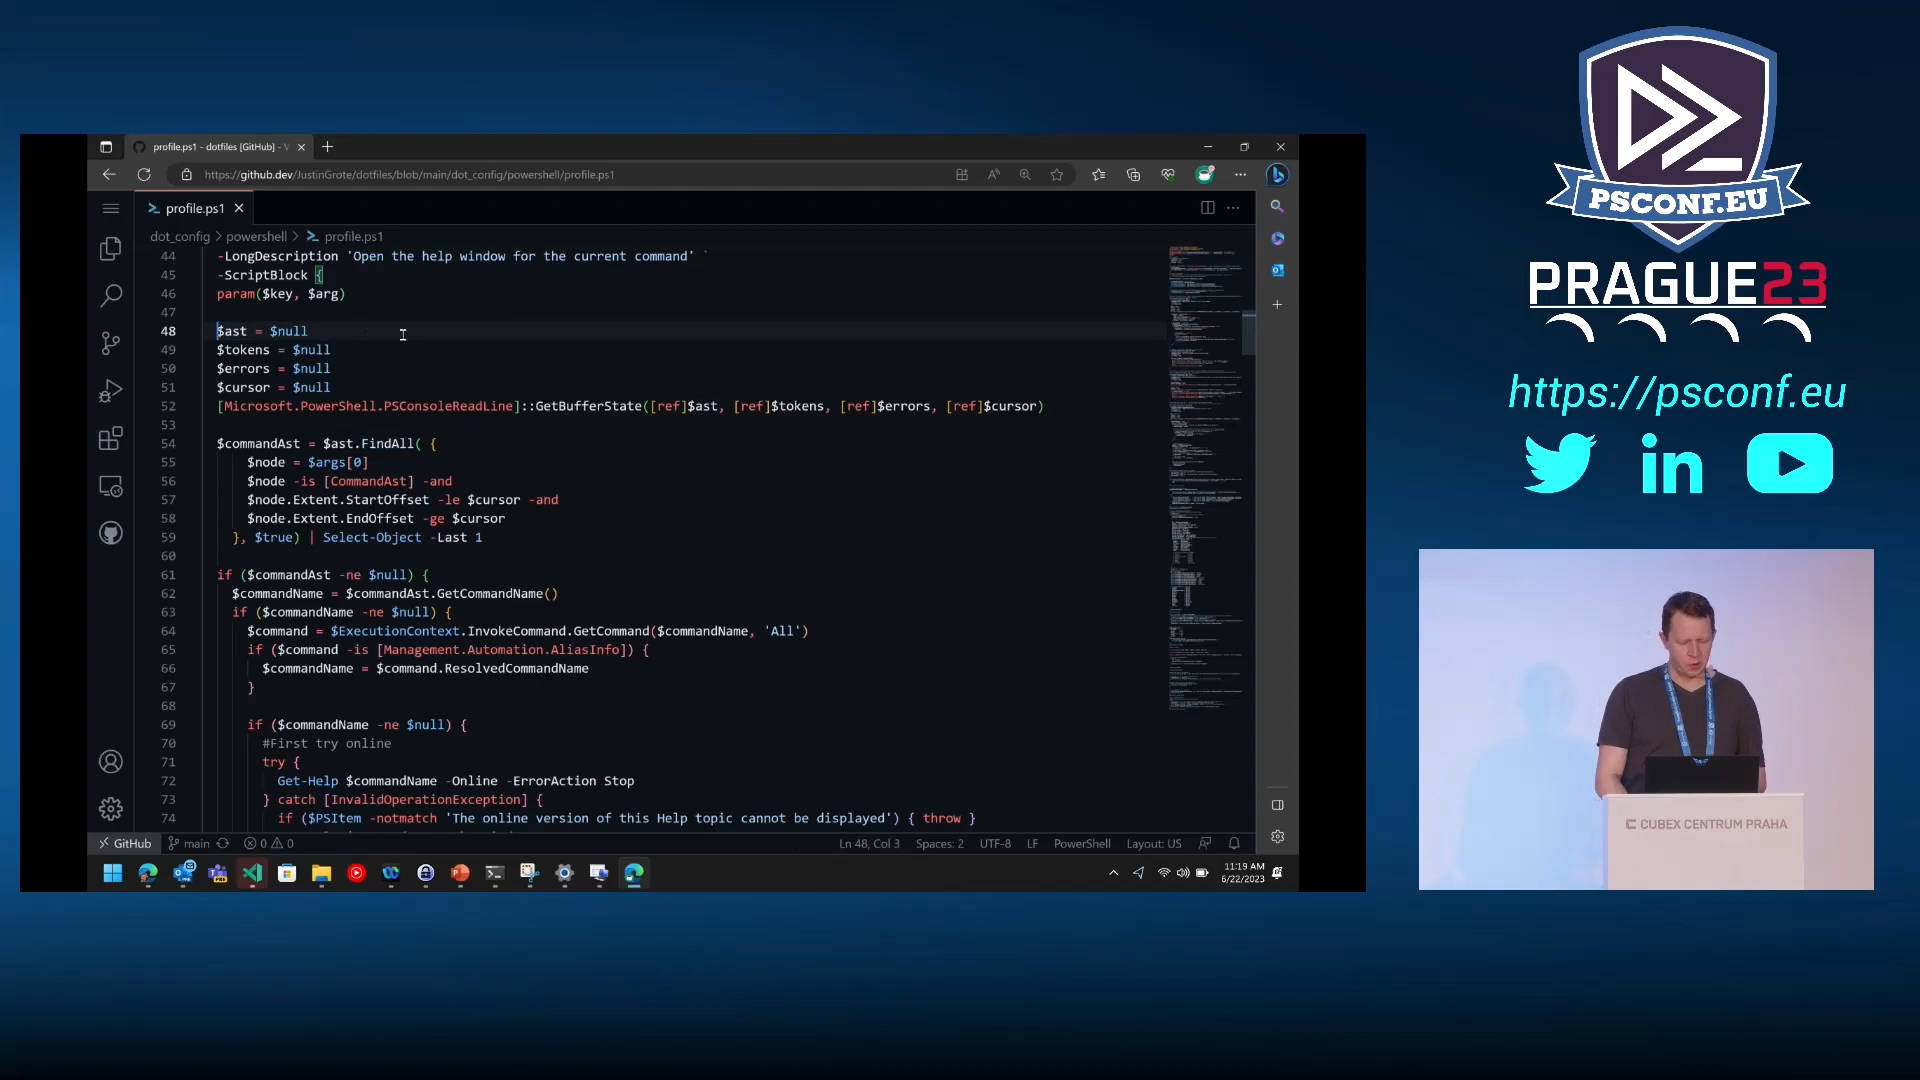 profile.ps1 - dotfiles [GitHub] - V
https://github.dev/JustinGrote/dotfiles/blob/main/dot_config/powershell/profile.ps1
profile.ps1
dot_config > powershell > profile.ps1
44 -LongDescription 'Open the help window for the current command' `
45 -ScriptBlock {
46 param($key, $arg)
47
48 $ast = $null
49 $tokens = $null
50 $errors = $null
51 $cursor = $null
52 [Microsoft.PowerShell.PSConsoleReadLine]::GetBufferState([ref]$ast, [ref]$tokens, [ref]$errors, [ref]$cursor)
53
54 $commandAst = $ast.FindAll( {
55 $node = $args[0]
56 $node -is [CommandAst] -and
57 $node.Extent.StartOffset -le $cursor -and
58 $node.Extent.EndOffset -ge $cursor
59 }, $true) | Select-Object -Last 1
60
61 if ($commandAst -ne $null) {
62 $commandName = $commandAst.GetCommandName()
63 if ($commandName -ne $null) {
64 $command = $ExecutionContext.InvokeCommand.GetCommand($commandName, 'All')
65 if ($command -is [Management.Automation.AliasInfo]) {
66 $commandName = $command.ResolvedCommandName
67 }
68
69 if ($commandName -ne $null) {
70 #First try online
71 try {
72 Get-Help $commandName -Online -ErrorAction Stop
73 } catch [InvalidOperationException] {
74 if ($PSItem -notmatch 'The online version of this Help topic cannot be displayed') { throw }
GitHub main 0 0 Ln 48, Col 3 Spaces: 2 UTF-8 LF PowerShell Layout: US
11:19 AM
6/22/2023
PSCONF.EU
PRAGUE23
https://psconf.eu
in
CUBEX CENTRUM PRAHA